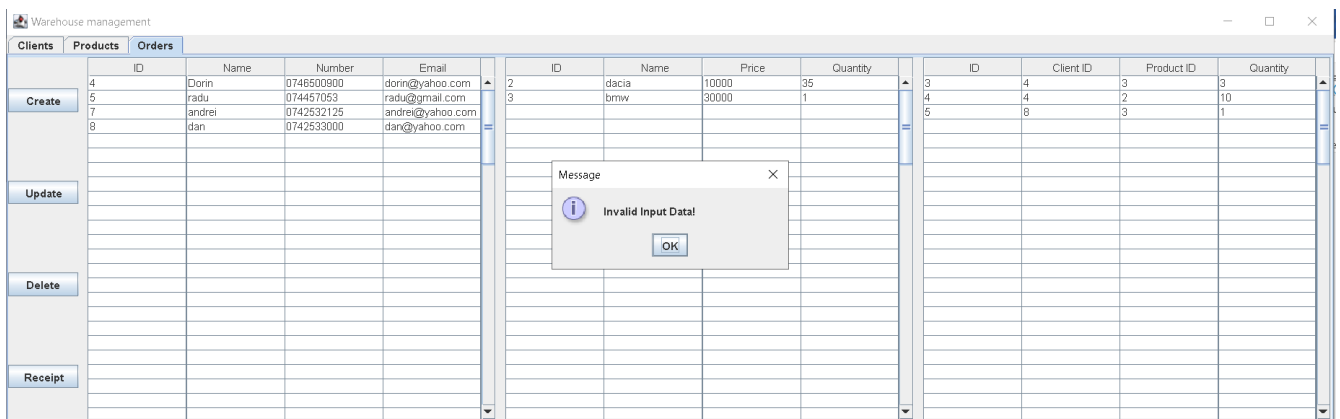 Warehouse management
Clients Products Orders
ID Name Number Email ID Name Price Quantity ID Client ID Product ID Quantity
4 Dorin 0746500900 dorin@yahoo.com 2 dacia 10000 35 3 4 3 3
Create
5 radu 074457053 radu@gmail.com 3 bmw 30000 1 4 4 2 10
7 andrei 0742532125 andrei@yahoo.com 5 8 3 1
8 dan 0742533000 dan@yahoo.com
Message
Update
Invalid Input Data!
OK
Delete
Receipt